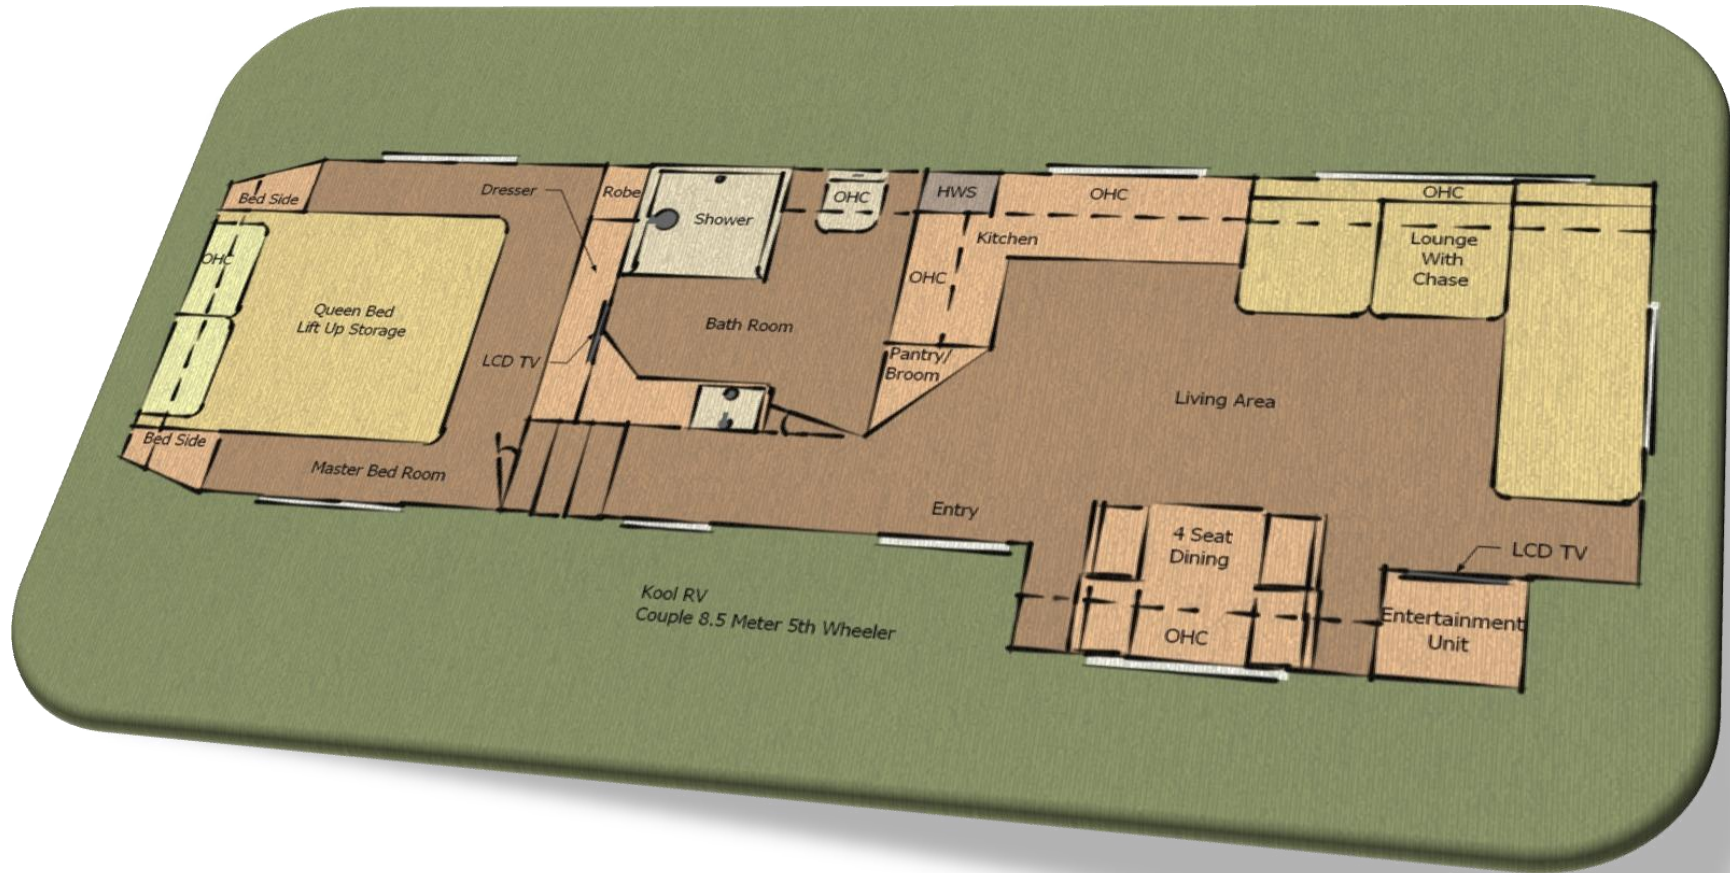 Bed Side
OHC
Queen Bed
Lift Up Storage
Bed Side
Master Bed Room
Dresser
LCD TV
Robe
Shower
OHC
Bath Room
HWS
OHC
Kitchen
OHC
Pantry/
Broom
OHC
Lounge
With
Chase
Living Area
Entry
4 Seat
Dining
OHC
LCD TV
Entertainment
Unit
Kool RV
Couple 8.5 Meter 5th Wheeler